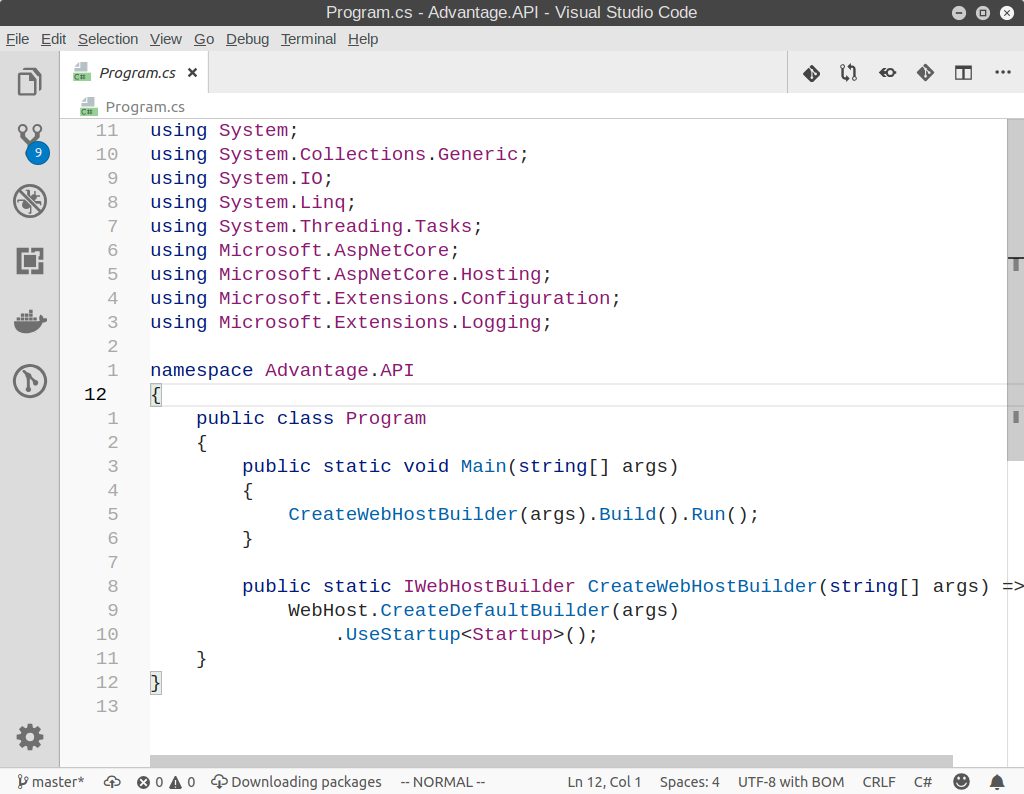 Program.cs - Advantage.API - Visual Studio Code
File Edit Selection View Go Debug Terminal Help
C# Program.cs
C# Program.cs
9
11 using System;
10 using System.Collections.Generic;
9 using System.IO;
8 using System.Linq;
7 using System.Threading.Tasks;
6 using Microsoft.AspNetCore;
5 using Microsoft.AspNetCore.Hosting;
4 using Microsoft.Extensions.Configuration;
3 using Microsoft.Extensions.Logging;
2
1 namespace Advantage.API
12 {
1     public class Program
2     {
3         public static void Main(string[] args)
4         {
5             CreateWebHostBuilder(args).Build().Run();
6         }
7
8         public static IWebHostBuilder CreateWebHostBuilder(string[] args) =>
9             WebHost.CreateDefaultBuilder(args)
10                 .UseStartup<Startup>();
11     }
12 }
13
master* 0 0 Downloading packages -- NORMAL -- Ln 12, Col 1 Spaces: 4 UTF-8 with BOM CRLF C#